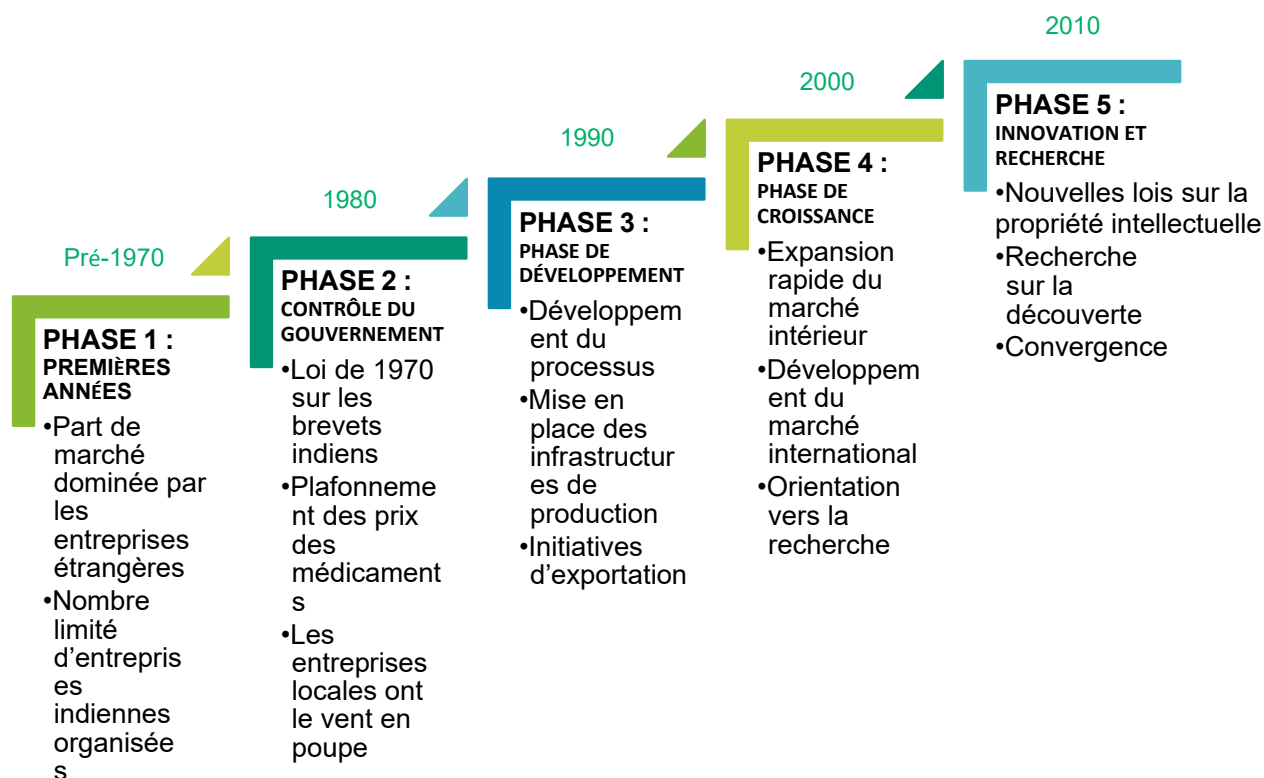 Pré-1970
PHASE 1 :
PREMIÈRES
ANNÉES
•Part de
marché
dominée par
les
entreprises
étrangères
•Nombre
limité
d’entrepris
es
indiennes
organisée
s
1980
PHASE 2 :
CONTRÔLE DU
GOUVERNEMENT
•Loi de 1970
sur les
brevets
indiens
•Plafonneme
nt des prix
des
médicament
s
•Les
entreprises
locales ont
le vent en
poupe
1990
PHASE 3 :
PHASE DE
DÉVELOPPEMENT
•Développem
ent du
processus
•Mise en
place des
infrastructur
es de
production
•Initiatives
d’exportation
2000
PHASE 4 :
PHASE DE
CROISSANCE
•Expansion
rapide du
marché
intérieur
•Développem
ent du
marché
international
•Orientation
vers la
recherche
2010
PHASE 5 :
INNOVATION ET
RECHERCHE
•Nouvelles lois sur la
propriété intellectuelle
•Recherche
sur la
découverte
•Convergence